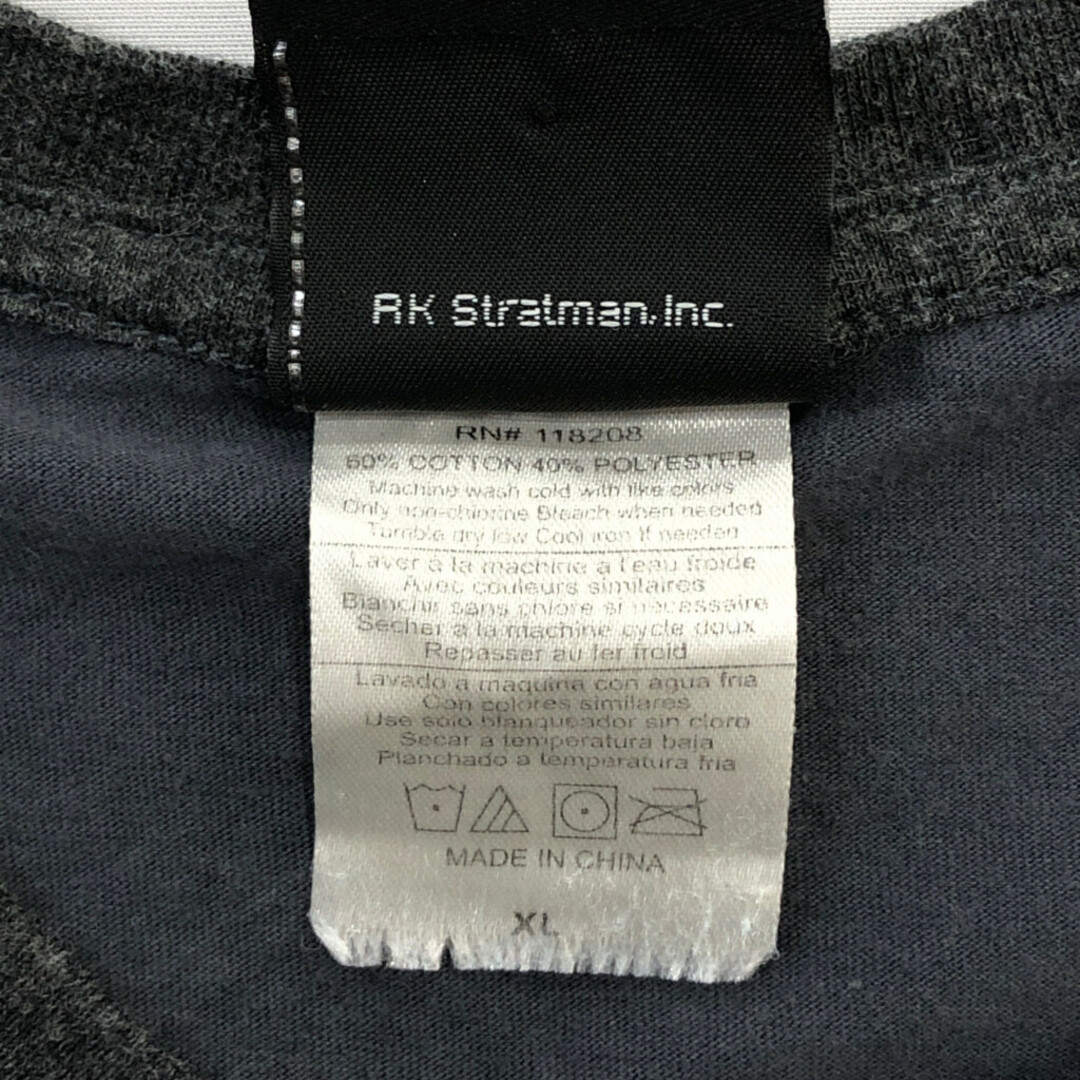 RK Stratman, Inc.
RN# 118208
60% COTTON 40% POLYESTER
Machine wash cold with like colors
Only non-chlorine Bleach when needed
Tumble dry low Cool iron if needed
Laver à la machine a l'eau froide
Avec couleurs similaires
Blanchir sans chlore si necessaire
Secher a la machine cycle doux
Repasser au fer froid
Lavado a maquina con agua fria
Con colores similares
Use solo blanqueador sin cloro
Secar a temperatura baja
Planchado a temperatura fria
MADE IN CHINA
XL